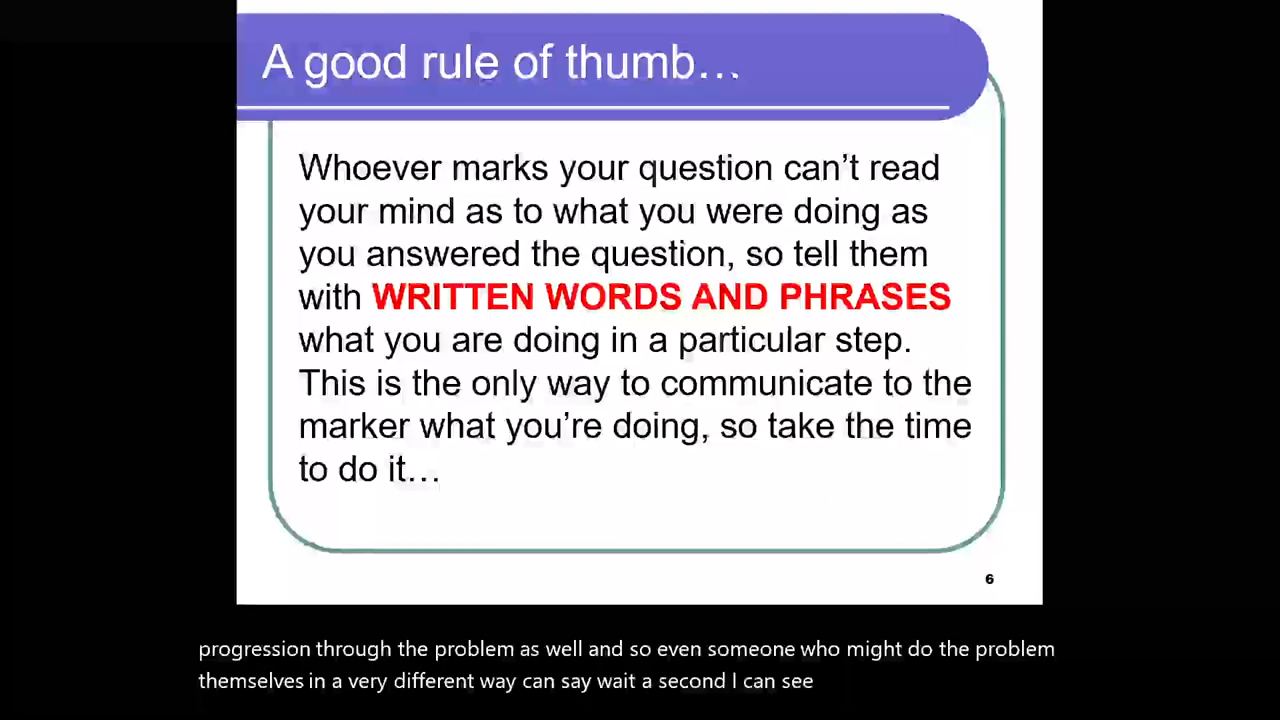 A good rule of thumb…
Whoever marks your question can’t read
your mind as to what you were doing as
you answered the question, so tell them
with WRITTEN WORDS AND PHRASES
what you are doing in a particular step.
This is the only way to communicate to the
marker what you’re doing, so take the time
to do it…
6
progression through the problem as well and so even someone who might do the problem
themselves in a very different way can say wait a second I can see